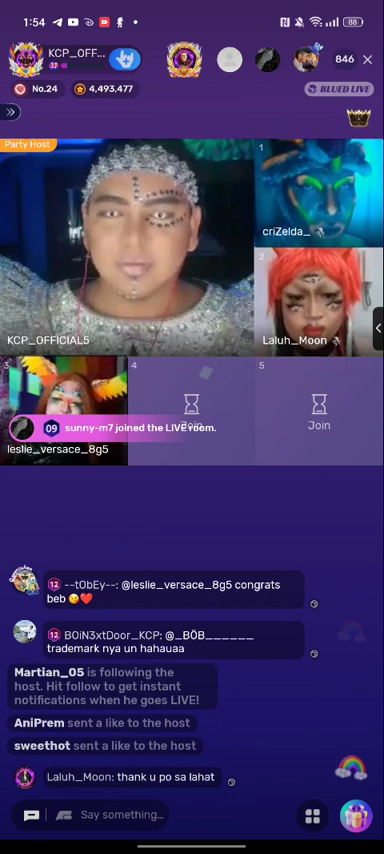 1:54
88
KCP_OFF...
33
846
No.24
4,493,477
BLUED LIVE
Party Host
1
criZelda_
2
KCP_OFFICIAL5
Laluh_Moon
3
4
5
09 sunny-m7 joined the LIVE room.
Join
Join
leslie_versace_8g5
12 --tObEy--: @leslie_versace_8g5 congrats
beb 😘❤️
12 BOiN3xtDoor_KCP: @_BÖB______
trademark nya un hahauaa
Martian_05 is following the
host. Hit follow to get instant
notifications when he goes LIVE!
AniPrem sent a like to the host
sweethot sent a like to the host
Laluh_Moon: thank u po sa lahat
Say something...